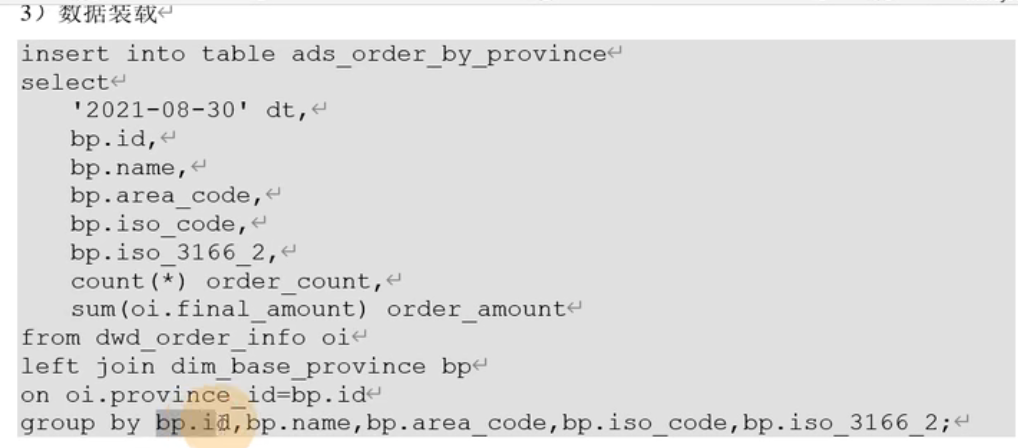 3）数据装载↵
insert into table ads_order_by_province↵
select↵
'2021-08-30' dt,↵
bp.id,↵
bp.name,↵
bp.area_code,↵
bp.iso_code,↵
bp.iso_3166_2,↵
count(*) order_count,↵
sum(oi.final_amount) order_amount↵
from dwd_order_info oi↵
left join dim_base_province bp↵
on oi.province_id=bp.id↵
group by bp.id,bp.name,bp.area_code,bp.iso_code,bp.iso_3166_2;↵